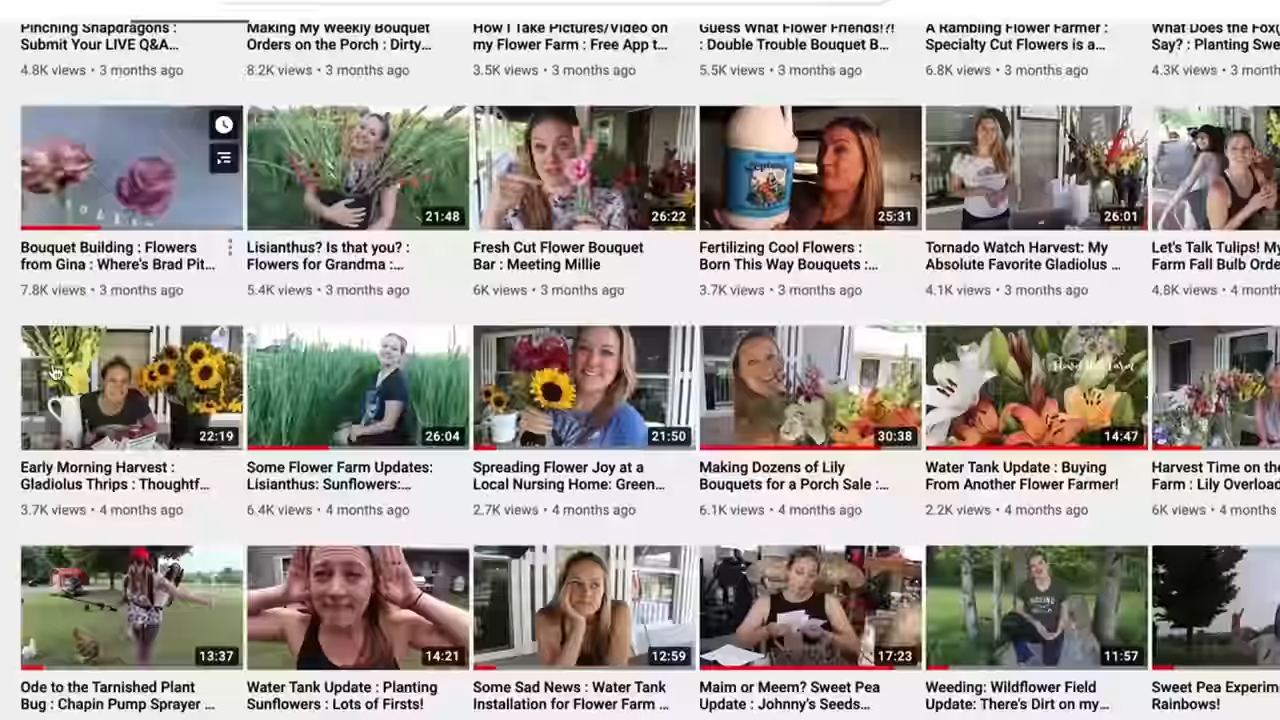 Pinching Snapdragons :
Submit Your LIVE Q&A...
4.8K views • 3 months ago
Making My Weekly Bouquet
Orders on the Porch : Dirty...
8.2K views • 3 months ago
How I Take Pictures/Video on
my Flower Farm : Free App t...
3.5K views • 3 months ago
Guess What Flower Friends!?!
: Double Trouble Bouquet B...
5.5K views • 3 months ago
A Rambling Flower Farmer :
Specialty Cut Flowers is a...
6.8K views • 3 months ago
What Does the Fox
Say? : Planting Swe
4.3K views • 3 month
Bouquet Building : Flowers
from Gina : Where's Brad Pit...
7.8K views • 3 months ago
21:48
Lisianthus? Is that you? :
Flowers for Grandma :...
5.4K views • 3 months ago
26:22
Fresh Cut Flower Bouquet
Bar : Meeting Millie
6K views • 3 months ago
Neptune's
25:31
Fertilizing Cool Flowers :
Born This Way Bouquets :...
3.7K views • 3 months ago
26:01
Tornado Watch Harvest: My
Absolute Favorite Gladiolus ...
4.1K views • 3 months ago
Let's Talk Tulips! My
Farm Fall Bulb Orde
4.8K views • 4 month
22:19
Early Morning Harvest :
Gladiolus Thrips : Thoughtf...
3.7K views • 4 months ago
26:04
Some Flower Farm Updates:
Lisianthus: Sunflowers:...
6.4K views • 4 months ago
21:50
Spreading Flower Joy at a
Local Nursing Home: Green...
2.7K views • 4 months ago
30:38
Making Dozens of Lily
Bouquets for a Porch Sale :...
6.1K views • 4 months ago
14:47
Water Tank Update : Buying
From Another Flower Farmer!
2.2K views • 4 months ago
Harvest Time on the
Farm : Lily Overload
6K views • 4 months
13:37
Ode to the Tarnished Plant
Bug : Chapin Pump Sprayer ...
14:21
Water Tank Update : Planting
Sunflowers : Lots of Firsts!
12:59
Some Sad News : Water Tank
Installation for Flower Farm ...
17:23
Maim or Meem? Sweet Pea
Update : Johnny's Seeds...
11:57
Weeding: Wildflower Field
Update: There's Dirt on my...
Sweet Pea Experim
Rainbows!